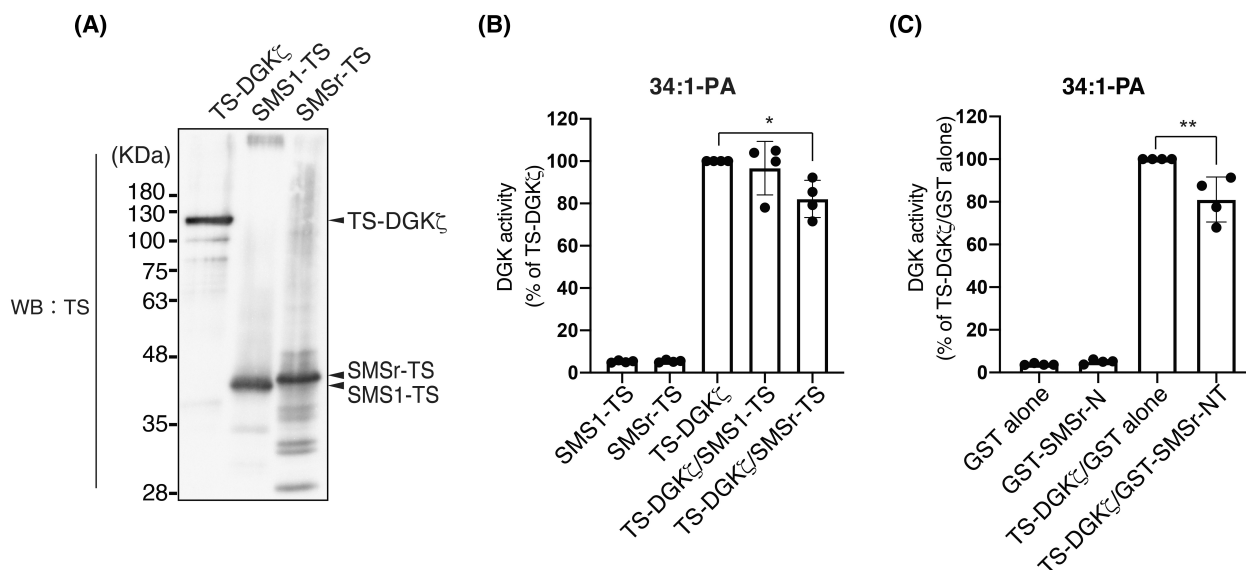 (A)
TS-DGKζ
SMS1-TS
SMSr-TS
(KDa)
180
130
100
75
63
48
35
28
WB : TS
TS-DGKζ
SMSr-TS
SMS1-TS
(B)
34:1-PA
DGK activity
(% of TS-DGKζ)
120
100
80
60
40
20
0
*
SMS1-TS
SMSr-TS
TS-DGKζ
TS-DGKζ/SMS1-TS
TS-DGKζ/SMSr-TS
(C)
34:1-PA
DGK activity
(% of TS-DGKζ/GST alone)
120
100
80
60
40
20
0
**
GST alone
GST-SMSr-N
TS-DGKζ/GST alone
TS-DGKζ/GST-SMSr-NT